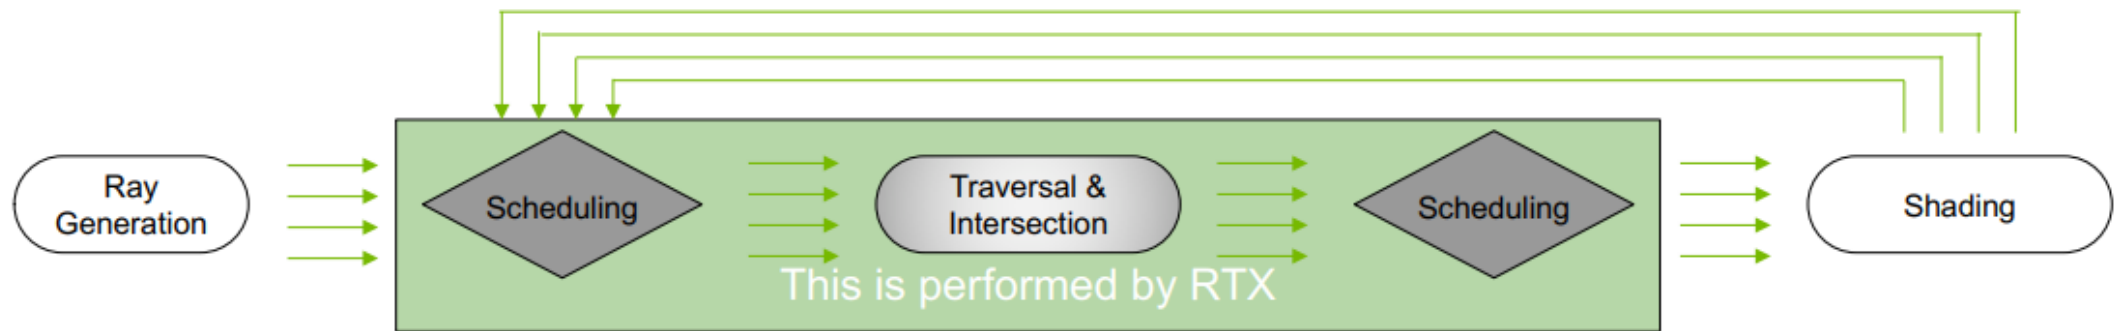 Ray
Generation
Scheduling
Traversal &
Intersection
Scheduling
Shading
This is performed by RTX